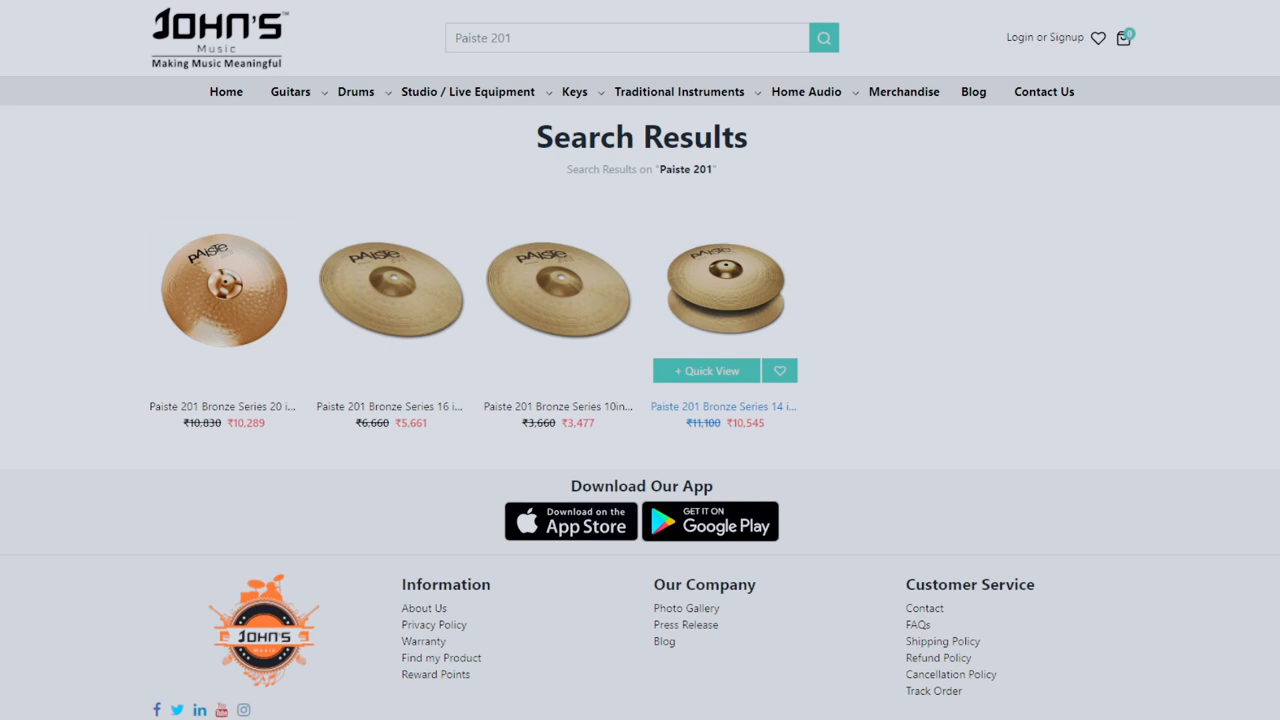 JOHN'S™
Music
Making Music Meaningful
Paiste 201
Login or Signup
0
Home Guitars Drums Studio / Live Equipment Keys Traditional Instruments Home Audio Merchandise Blog Contact Us
Search Results
Search Results on "Paiste 201"
PAISTE
PAISTE
PAISTE
PAISTE
+ Quick View
Paiste 201 Bronze Series 20 i... Paiste 201 Bronze Series 16 i... Paiste 201 Bronze Series 10in... Paiste 201 Bronze Series 14 i...
₹10,830 ₹10,289 ₹6,660 ₹5,661 ₹3,660 ₹3,477 ₹11,100 ₹10,545
Download Our App
Download on the
App Store
GET IT ON
Google Play
JOHN'S
Music
Information
About Us
Privacy Policy
Warranty
Find my Product
Reward Points
Our Company
Photo Gallery
Press Release
Blog
Customer Service
Contact
FAQs
Shipping Policy
Refund Policy
Cancellation Policy
Track Order